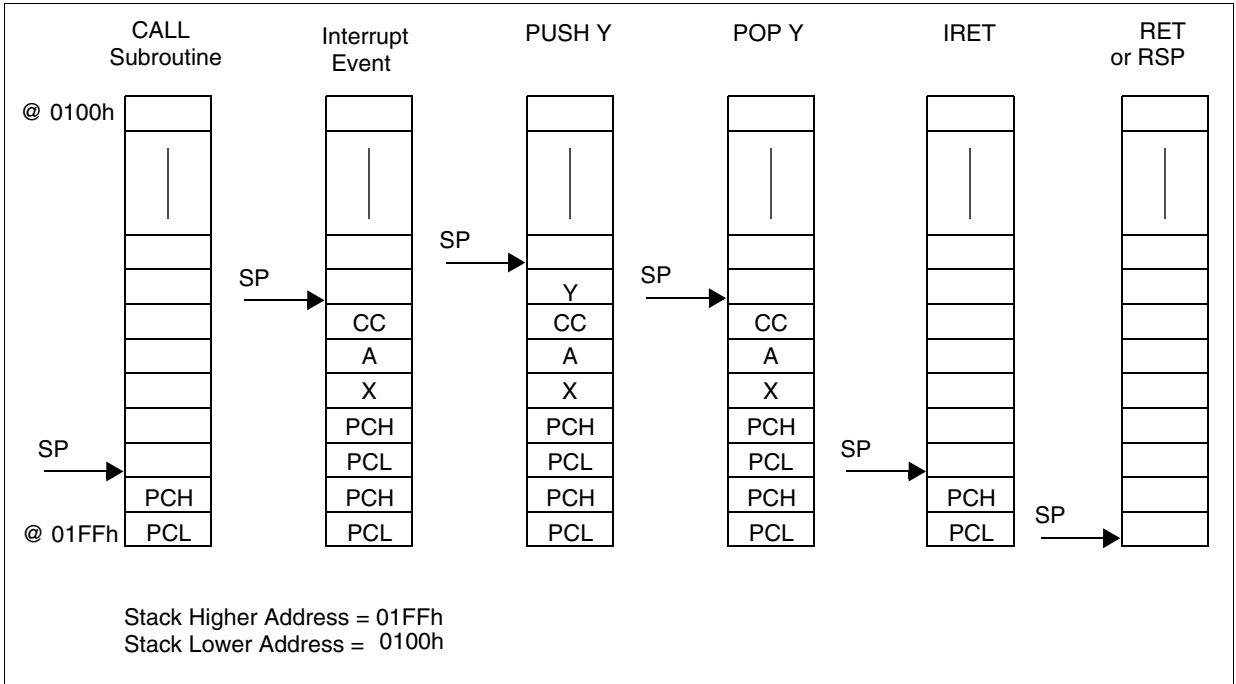 CALL
Subroutine
Interrupt
Event
PUSH Y
POP Y
IRET
RET
or RSP
@ 0100h
SP
SP
SP
Y
CC
CC
CC
A
A
A
X
X
X
PCH
PCH
PCH
SP
SP
PCL
PCL
PCL
PCH
PCH
PCH
PCH
PCH
SP
@ 01FFh
PCL
PCL
PCL
PCL
PCL
Stack Higher Address = 01FFh
Stack Lower Address = 0100h